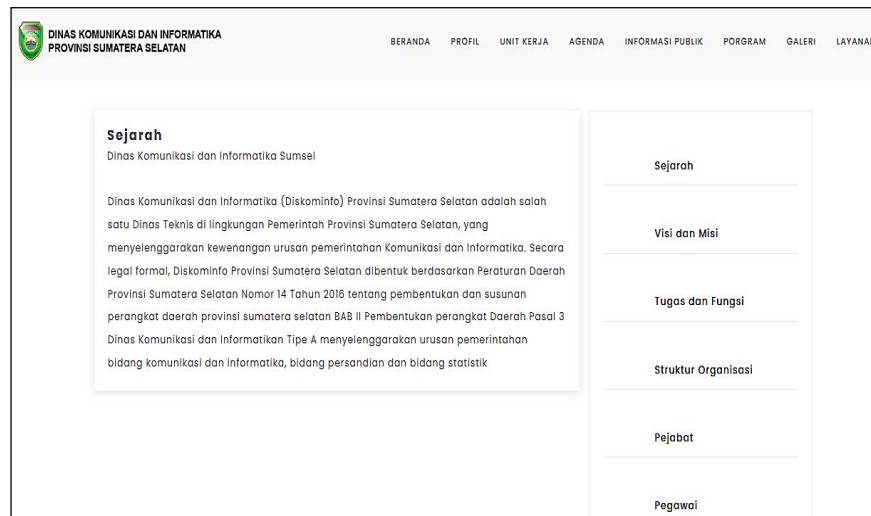 DINAS KOMUNIKASI DAN INFORMATIKA
PROVINSI SUMATERA SELATAN
BERANDA PROFIL UNIT KERJA AGENDA INFORMASI PUBLIK PORGRAM GALERI LAYANAN
Sejarah
Dinas Komunikasi dan Informatika Sumsel
Dinas Komunikasi dan Informatika (Diskominfo) Provinsi Sumatera Selatan adalah salah
satu Dinas Teknis di lingkungan Pemerintah Provinsi Sumatera Selatan, yang
menyelenggarakan kewenangan urusan pemerintahan Komunikasi dan Informatika. Secara
legal formal, Diskominfo Provinsi Sumatera Selatan dibentuk berdasarkan Peraturan Daerah
Provinsi Sumatera Selatan Nomor 14 Tahun 2016 tentang pembentukan dan susunan
perangkat daerah provinsi sumatera selatan BAB II Pembentukan perangkat Daerah Pasal 3
Dinas Komunikasi dan Informatikan Tipe A menyelenggarakan urusan pemerintahan
bidang komunikasi dan informatika, bidang persandian dan bidang statistik
Sejarah
Visi dan Misi
Tugas dan Fungsi
Struktur Organisasi
Pejabat
Pegawai